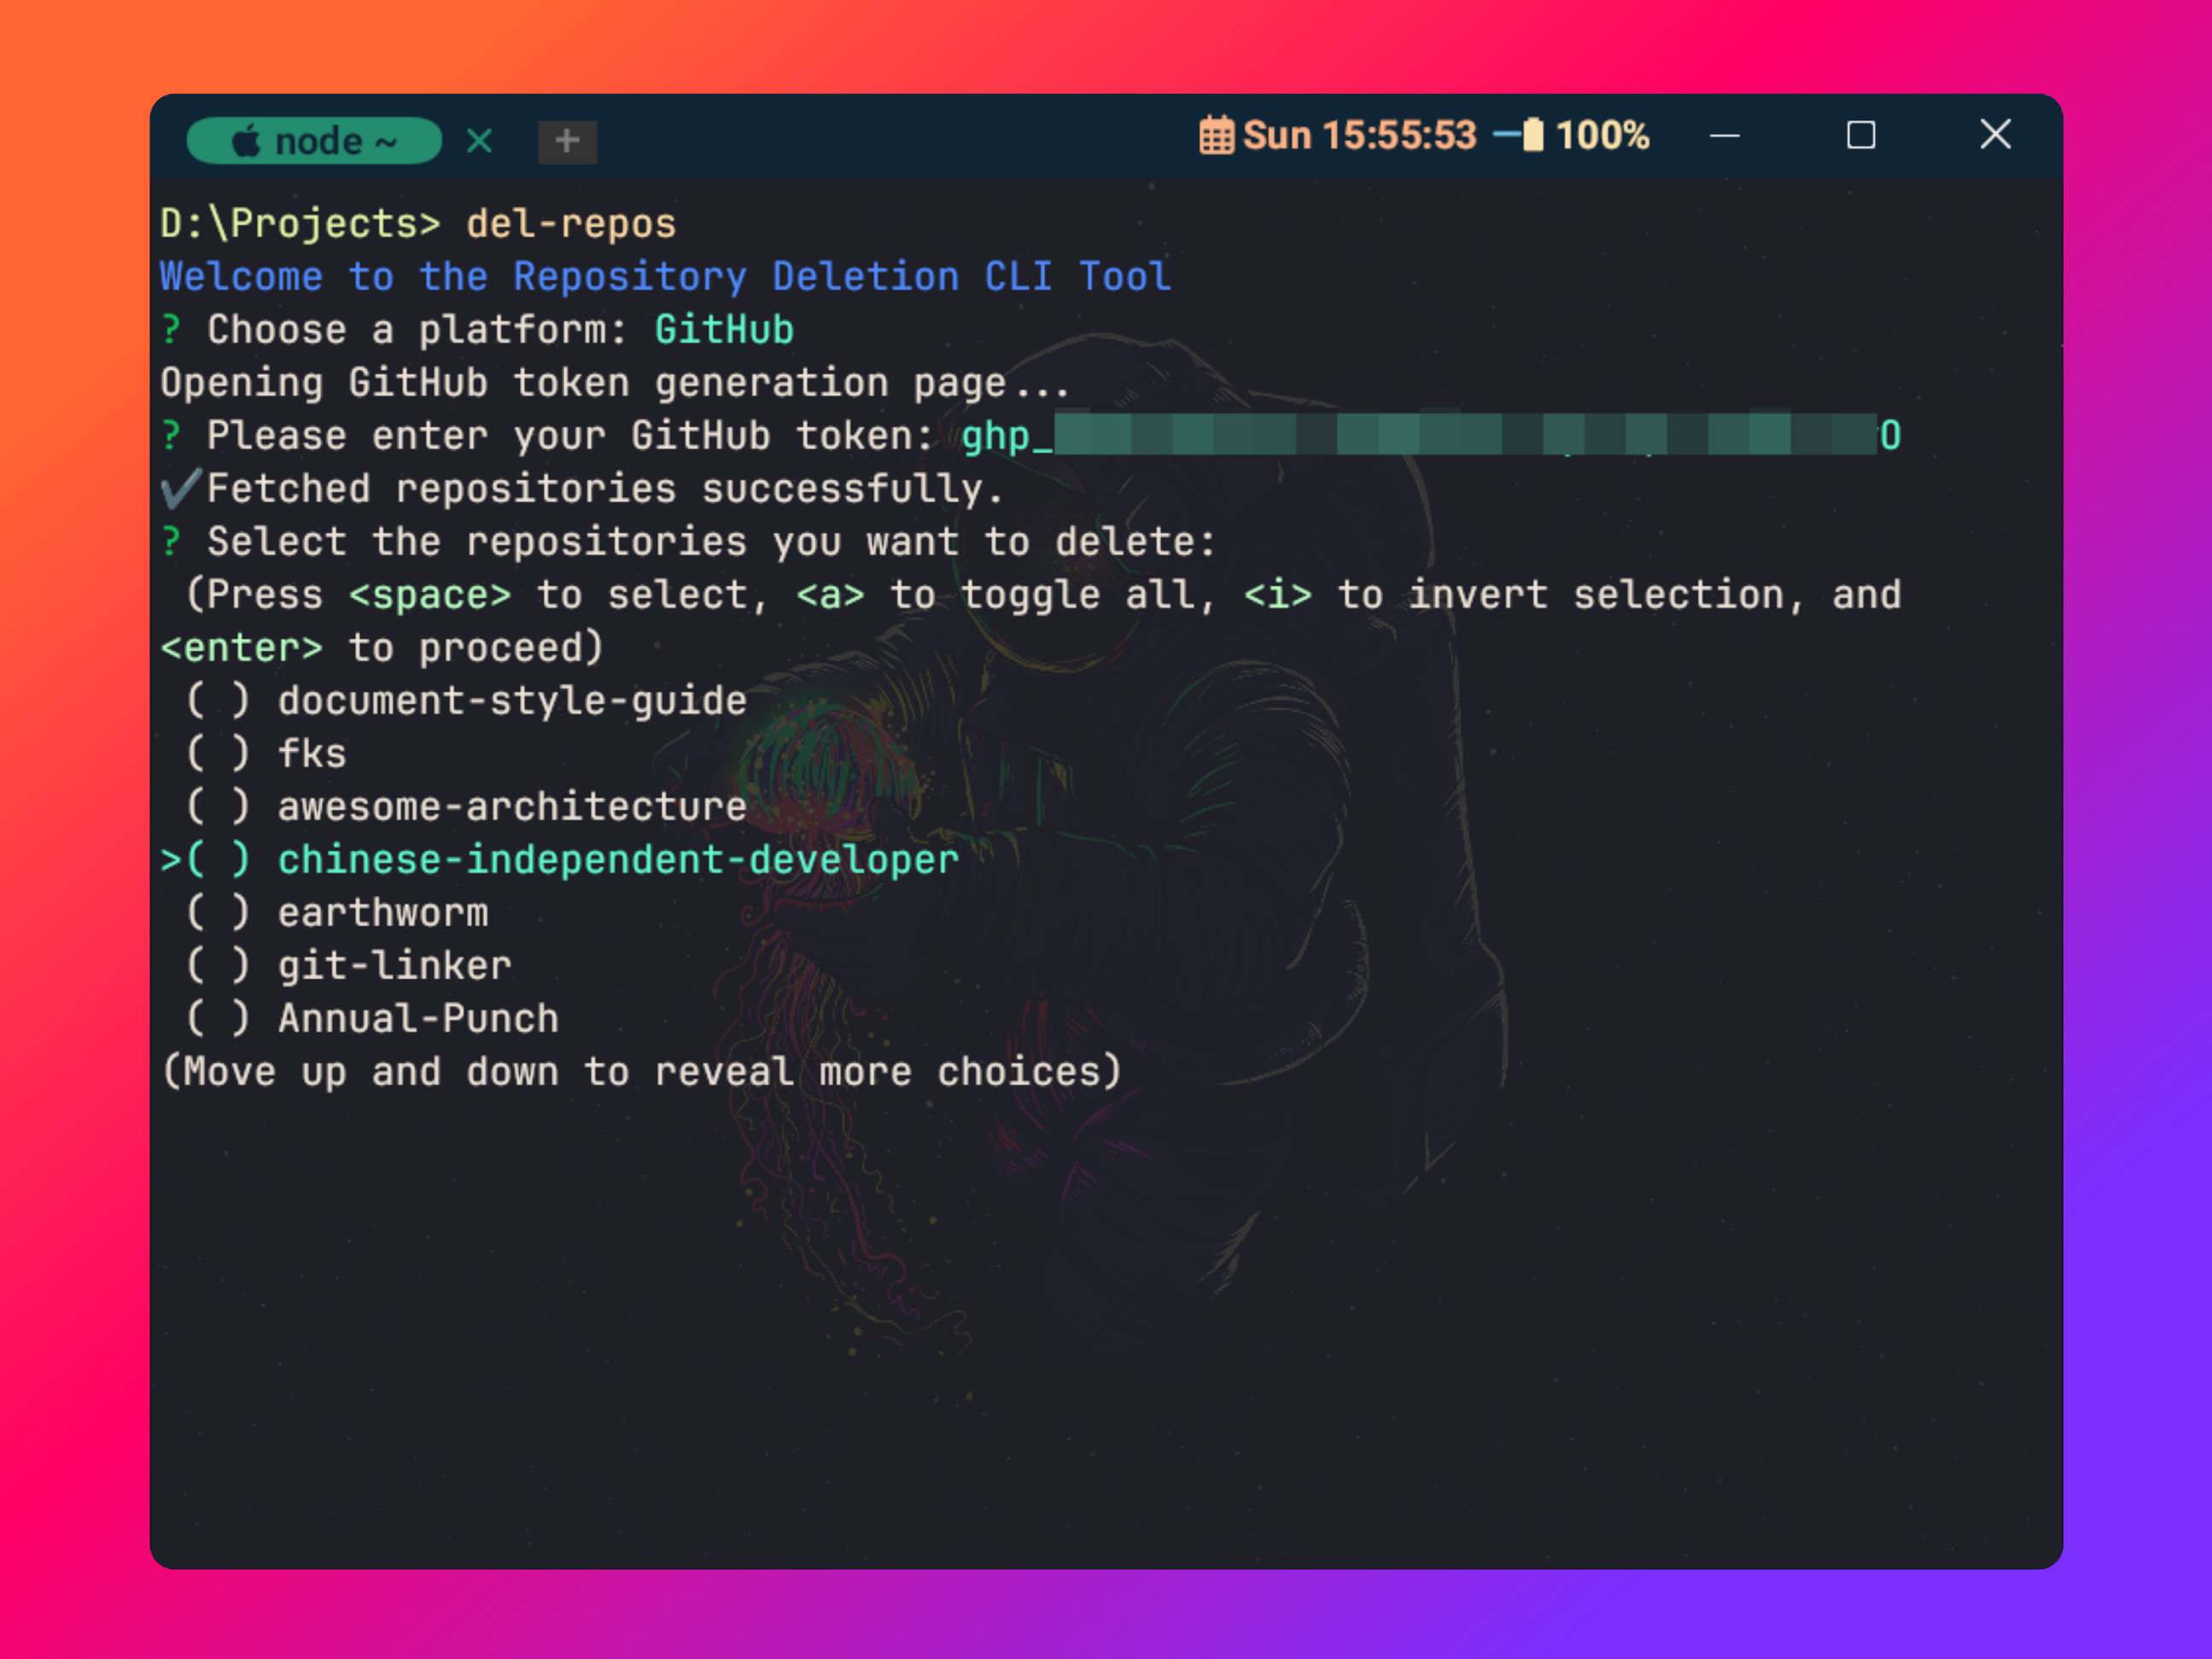 node ~
Sun 15:55:53 100%
D:\Projects> del-repos
Welcome to the Repository Deletion CLI Tool
? Choose a platform: GitHub
Opening GitHub token generation page...
? Please enter your GitHub token: ghp_
✔Fetched repositories successfully.
? Select the repositories you want to delete:
(Press <space> to select, <a> to toggle all, <i> to invert selection, and
<enter> to proceed)
( ) document-style-guide
( ) fks
( ) awesome-architecture
>( ) chinese-independent-developer
( ) earthworm
( ) git-linker
( ) Annual-Punch
(Move up and down to reveal more choices)